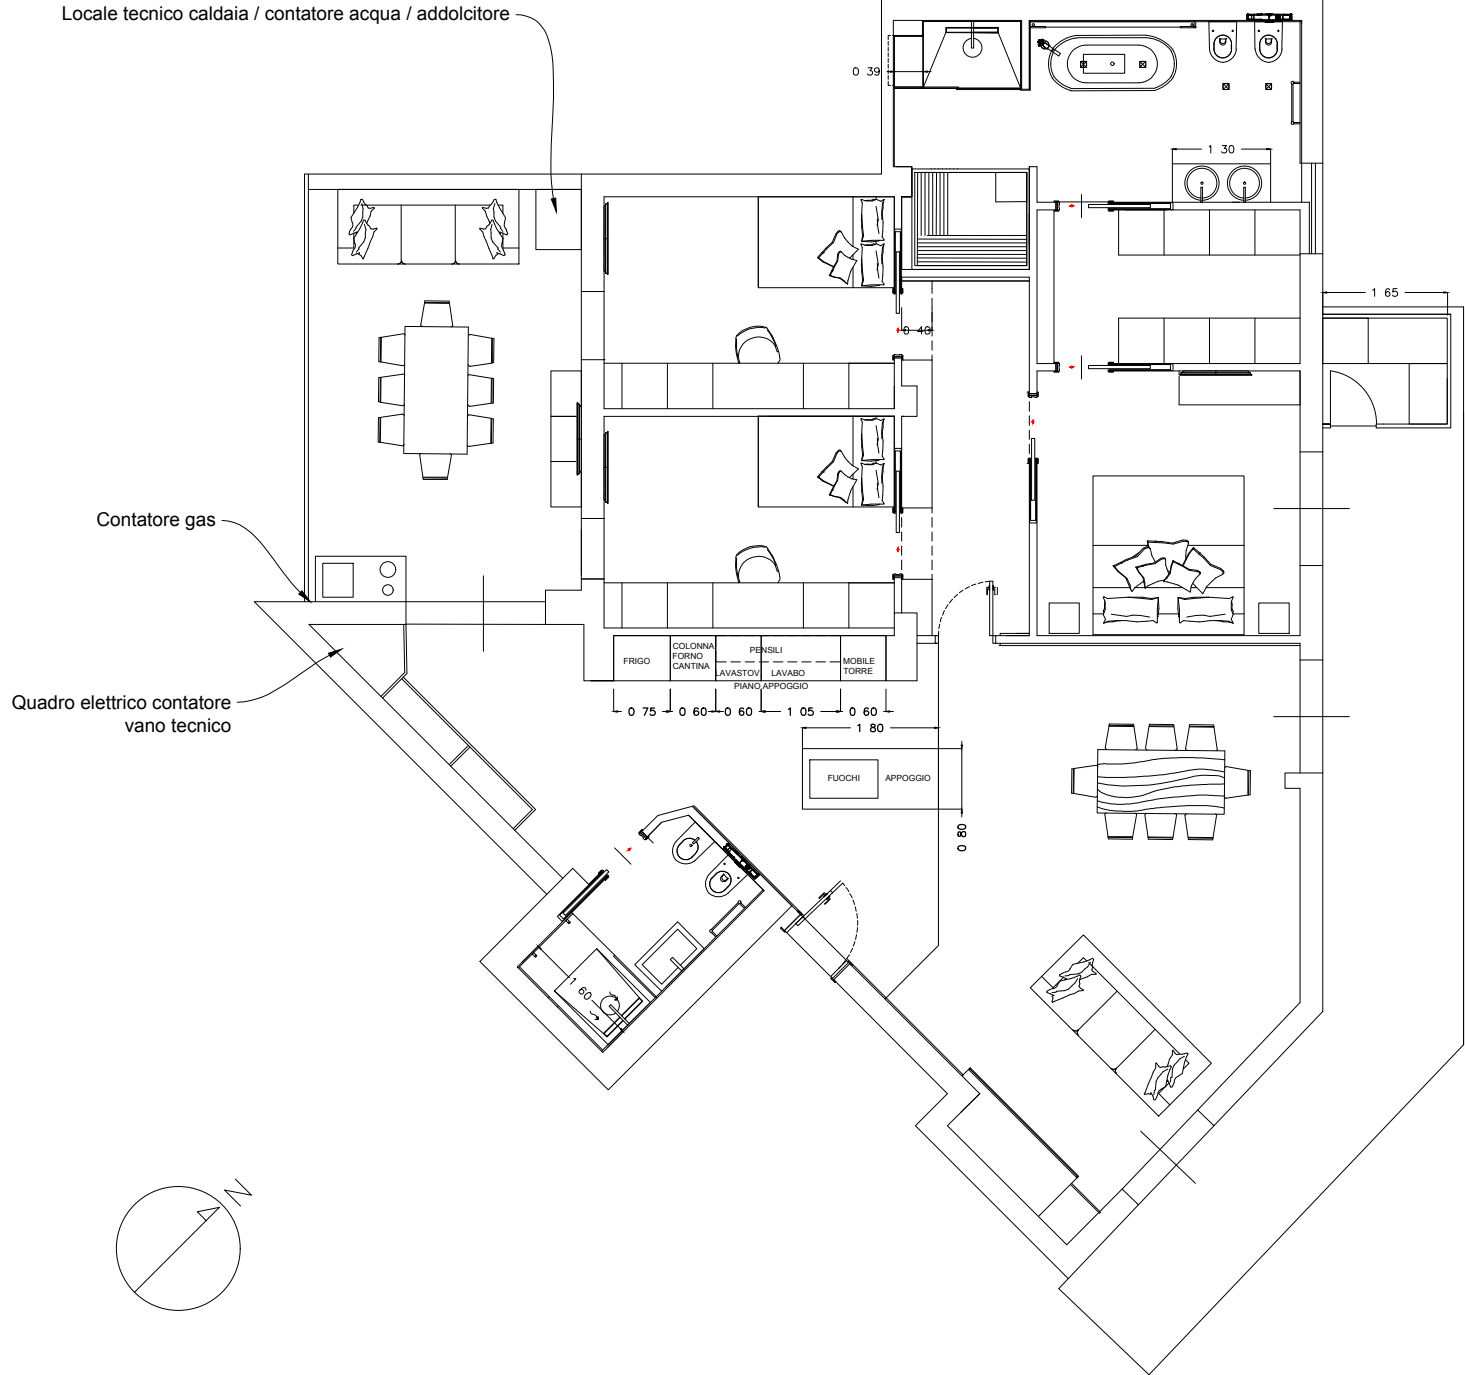 Locale tecnico caldaia / contatore acqua / addolcitore
0 39
1 30
1 65
0 40
Contatore gas
Quadro elettrico contatore
vano tecnico
FRIGO
COLONNA
FORNO
CANTINA
PENSILI
LAVASTOV
LAVABO
MOBILE
TORRE
PIANO APPOGGIO
0 75
0 60
0 60
1 05
0 60
1 80
FUOCHI
APPOGGIO
0 80
1 60
N